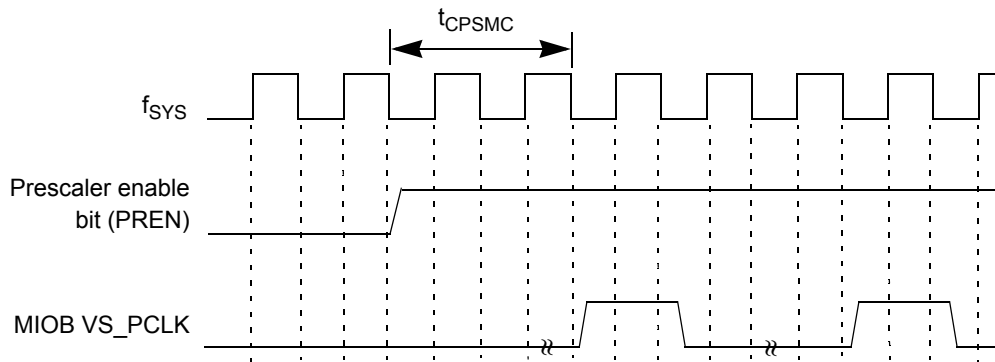 tCPSMC
fSYS
Prescaler enable
bit (PREN)
MIOB VS_PCLK